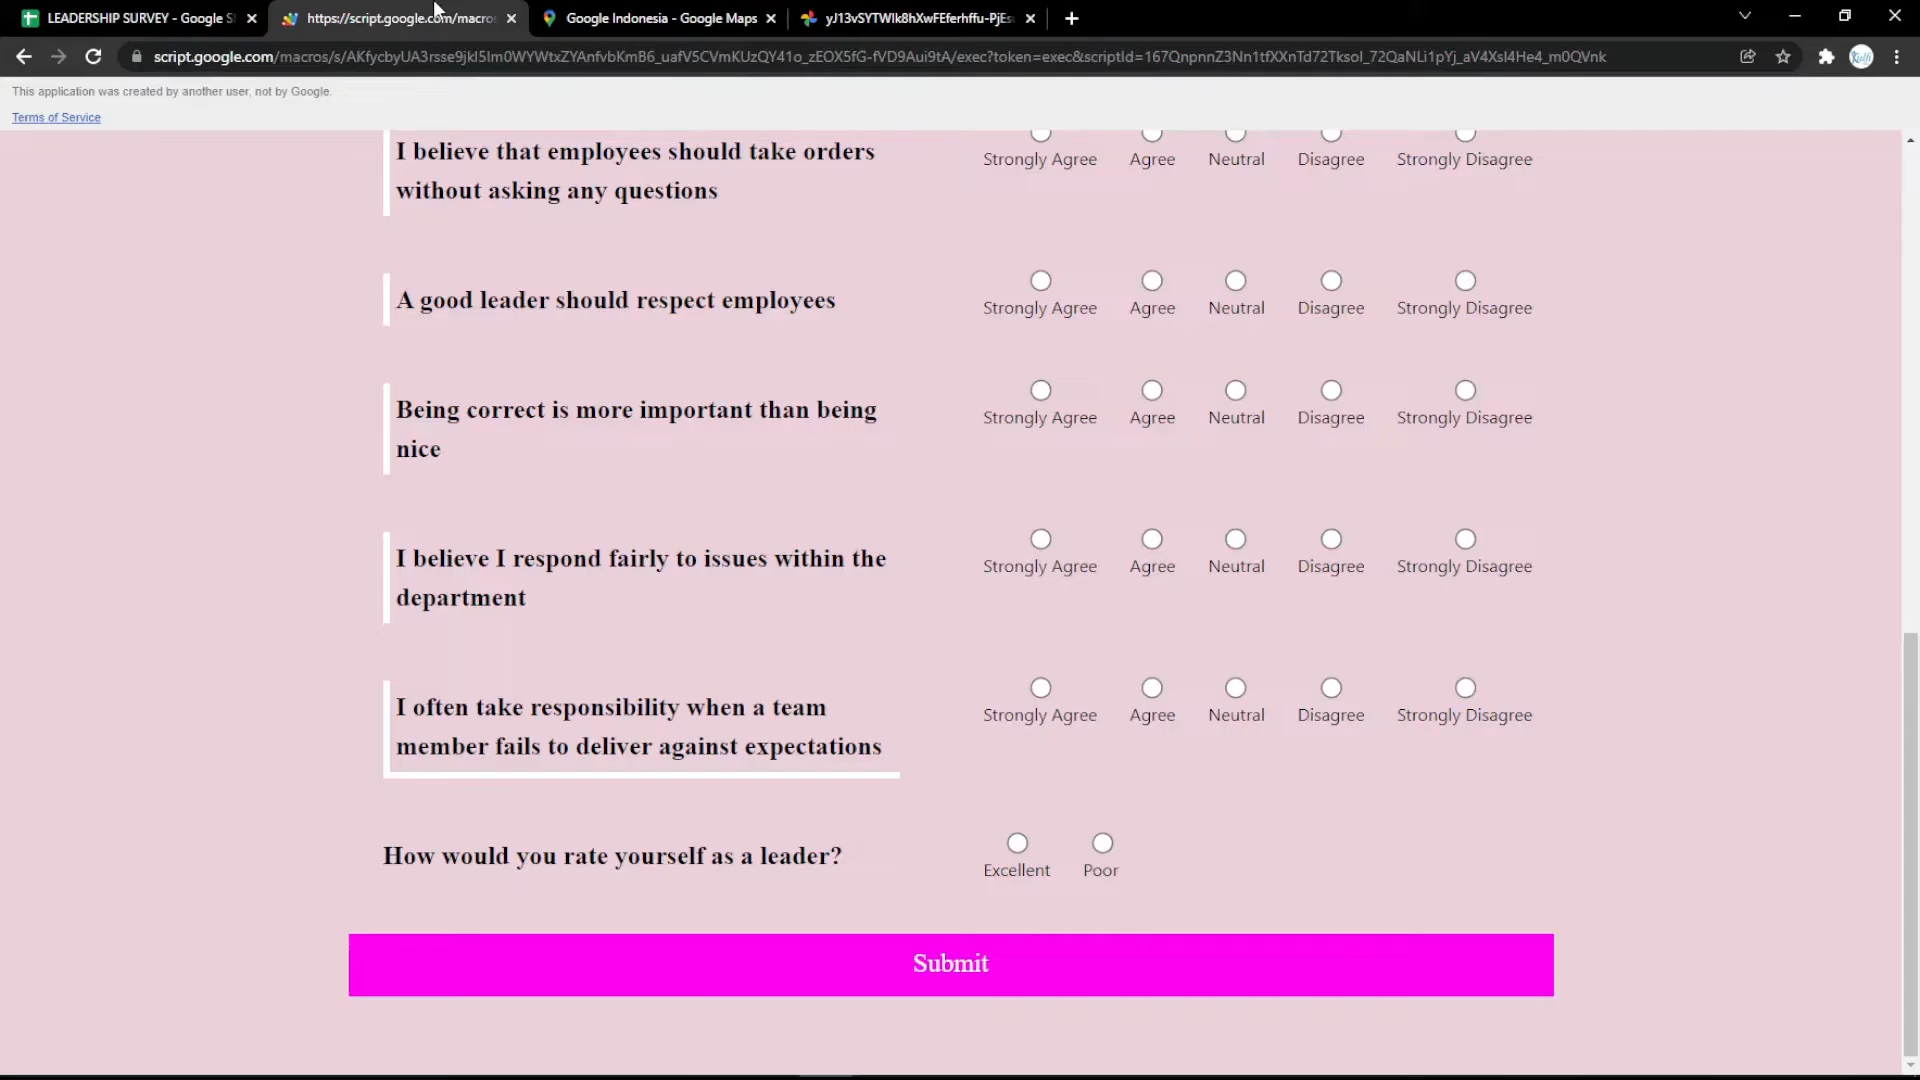 LEADERSHIP SURVEY - Google S
https://script.google.com/macros
Google Indonesia - Google Maps
script.google.com/macros/s/AKfycbyUA3rsse9jkI5Im0WYWtxZYAnfvbKmB6_uafV5CVmKUzQY41o_zEOX5fG-fVD9Aui9tA/exec?token=exec&scriptId=167QnpnnZ3Nn1tfXXnTd72Tksol_72QaNLi1pYj_aV4Xsl4He4_m0QVnk
This application was created by another user, not by Google.
Terms of Service
I believe that employees should take orders
without asking any questions
Strongly Agree Agree Neutral Disagree Strongly Disagree
A good leader should respect employees
Strongly Agree Agree Neutral Disagree Strongly Disagree
Being correct is more important than being
nice
Strongly Agree Agree Neutral Disagree Strongly Disagree
I believe I respond fairly to issues within the
department
Strongly Agree Agree Neutral Disagree Strongly Disagree
I often take responsibility when a team
member fails to deliver against expectations
Strongly Agree Agree Neutral Disagree Strongly Disagree
How would you rate yourself as a leader?
Excellent Poor
Submit